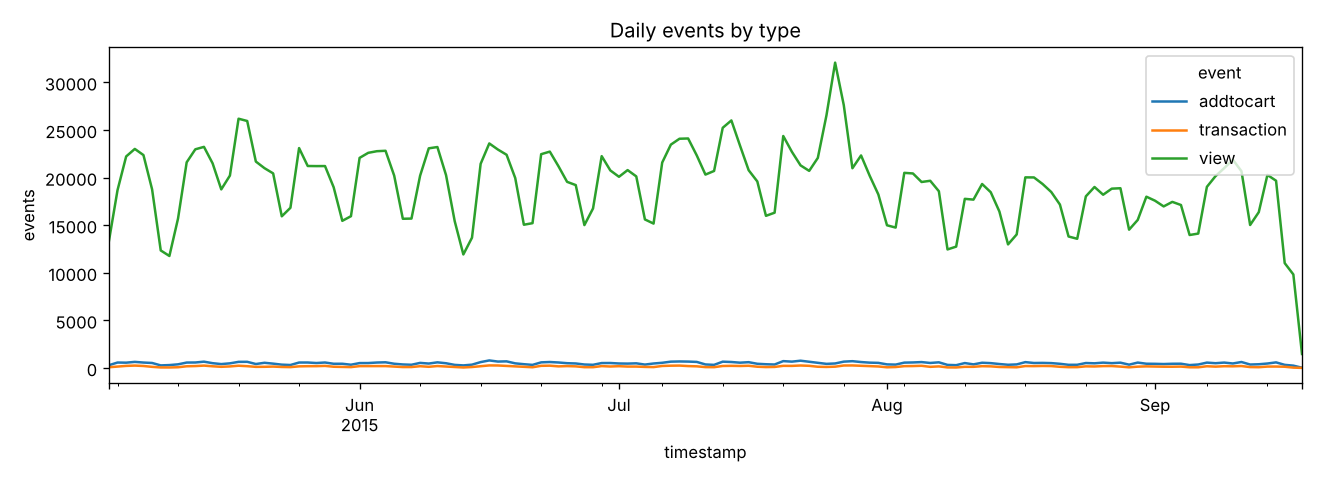 Daily events by type
event
addtocart
transaction
view
30000
25000
20000
15000
10000
5000
0
events
Jun
2015
Jul
Aug
Sep
timestamp